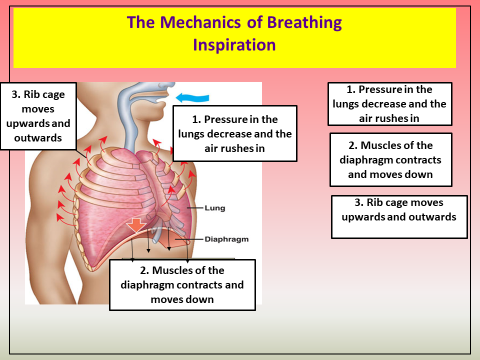 The Mechanics of Breathing
Inspiration
3. Rib cage
moves
upwards and
outwards
1. Pressure in the
lungs decrease and the
air rushes in
Lung
Diaphragm
2. Muscles of the
diaphragm contracts and
moves down
1. Pressure in the
lungs decrease and the
air rushes in
2. Muscles of the
diaphragm contracts
and moves down
3. Rib cage moves
upwards and outwards